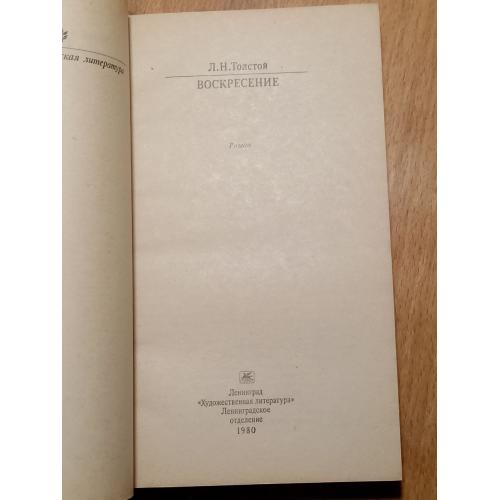 ская литература
Л.Н.Толстой
ВОСКРЕСЕНИЕ
Роман
Ленинград
«Художественная литература»
Ленинградское
отделение
1980